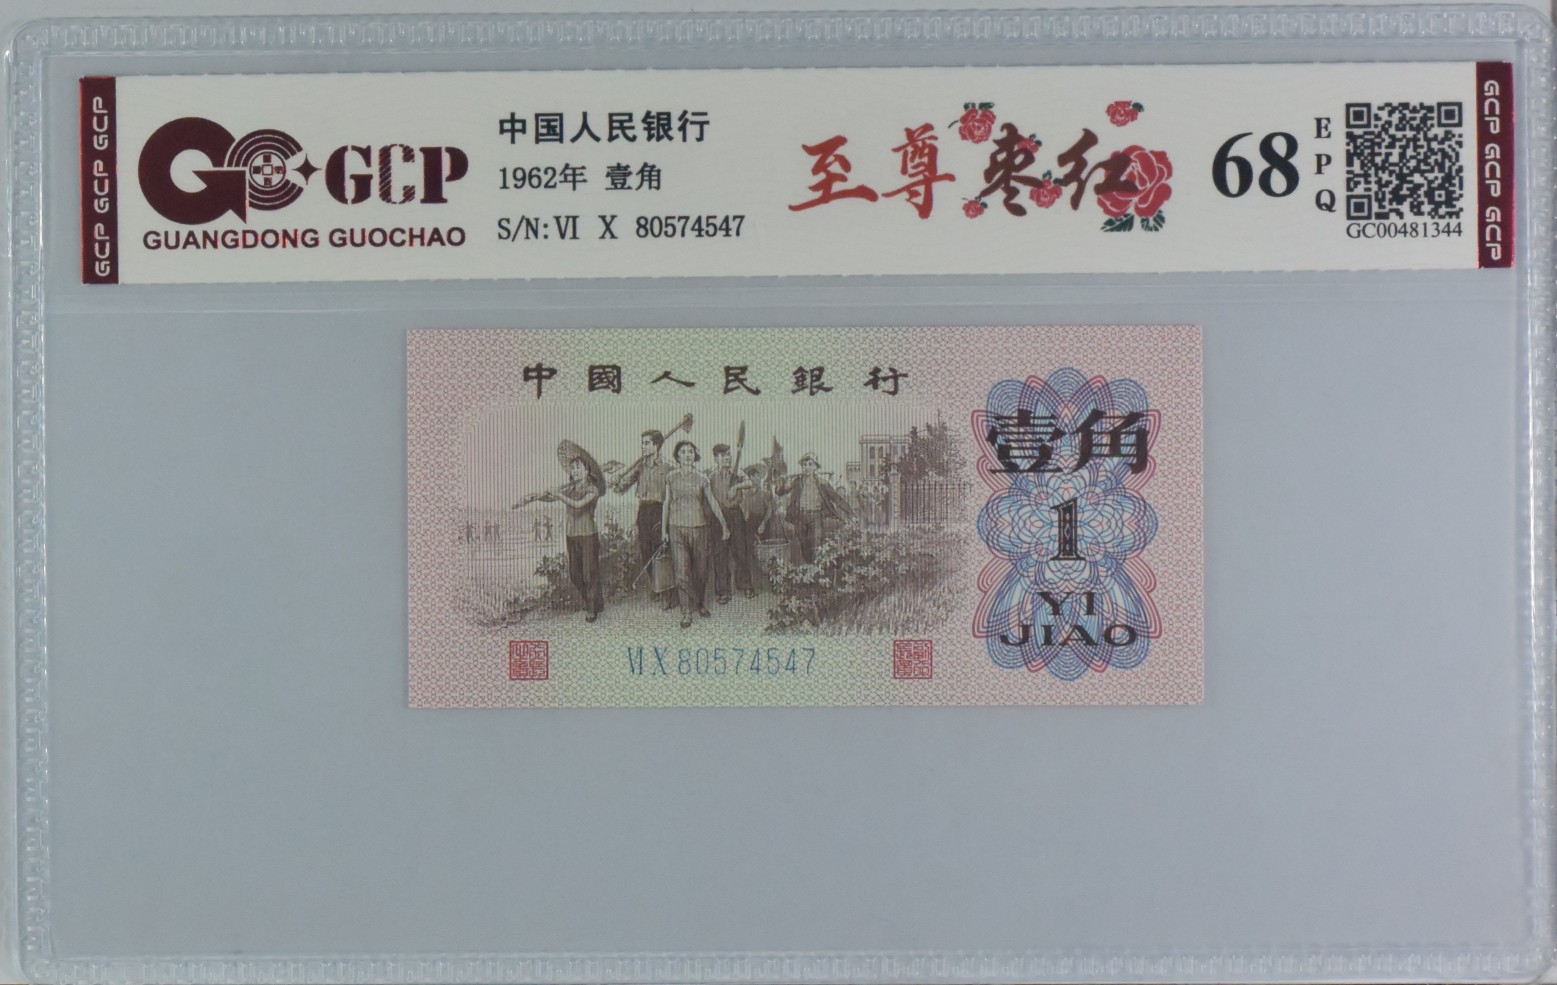 GCP GCP GCP
GCP
GUANGDONG GUOCHAO
中国人民银行
1962年 壹角
S/N: VI X 80574547
至尊枣红
68
EPQ
GC00481344
GCP GCP GCP
中國人民銀行
壹角
1
YI
JIAO
VI X 80574547